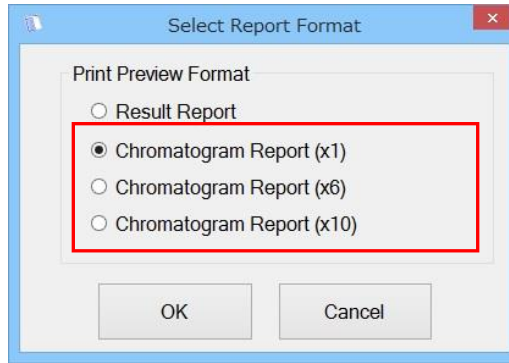 Select Report Format
Print Preview Format
Result Report
Chromatogram Report (x1)
Chromatogram Report (x6)
Chromatogram Report (x10)
OK Cancel